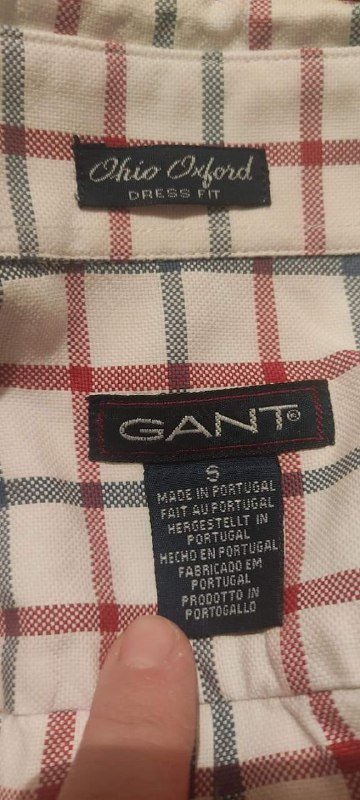 Ohio Oxford
DRESS FIT
GANT®
S
MADE IN PORTUGAL
FAIT AU PORTUGAL
HERGESTELLT IN
PORTUGAL
HECHO EN PORTUGAL
FABRICADO EM
PORTUGAL
PRODOTTO IN
PORTOGALLO